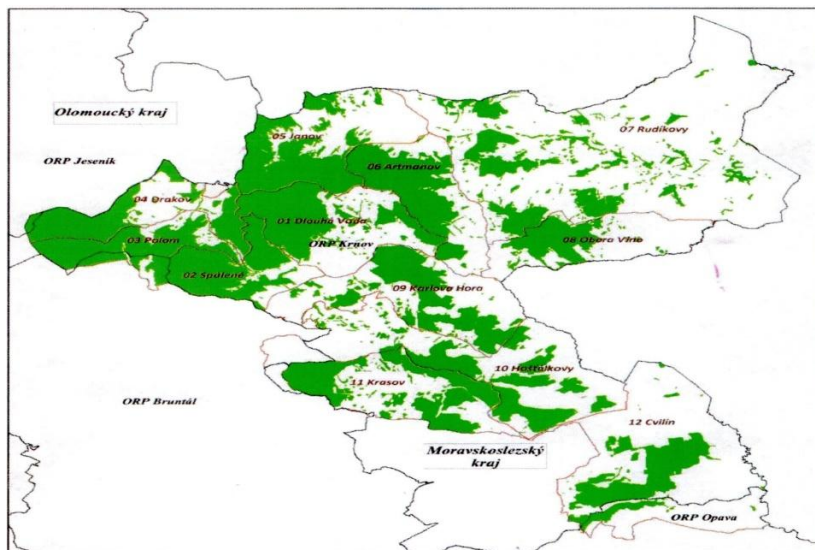 Olomoucký kraj
05 Janov
07 Rudíkovy
ORP Jeseník
06 Artmanov
04 Drakov
01 Dlouhá Voda
03 Polom
ORP Krnov
08 Obora Vlno
02 Spálené
09 Karlova Hora
10 Hošťálkovy
11 Krasov
ORP Bruntál
12 Cvilín
Moravskoslezský
kraj
ORP Opava